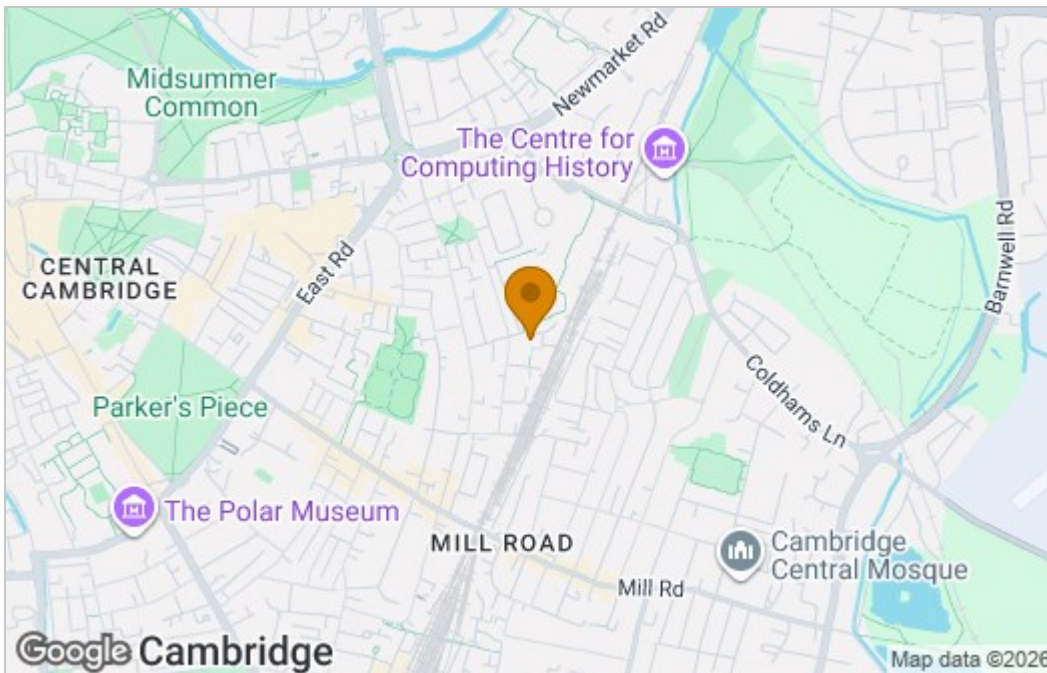 Midsummer
Common
Newmarket Rd
The Centre for
Computing History
East Rd
CENTRAL
CAMBRIDGE
Barnwell Rd
Coldhams Ln
Parker's Piece
The Polar Museum
MILL ROAD
Cambridge
Central Mosque
Mill Rd
Google
Cambridge
Map data ©2026